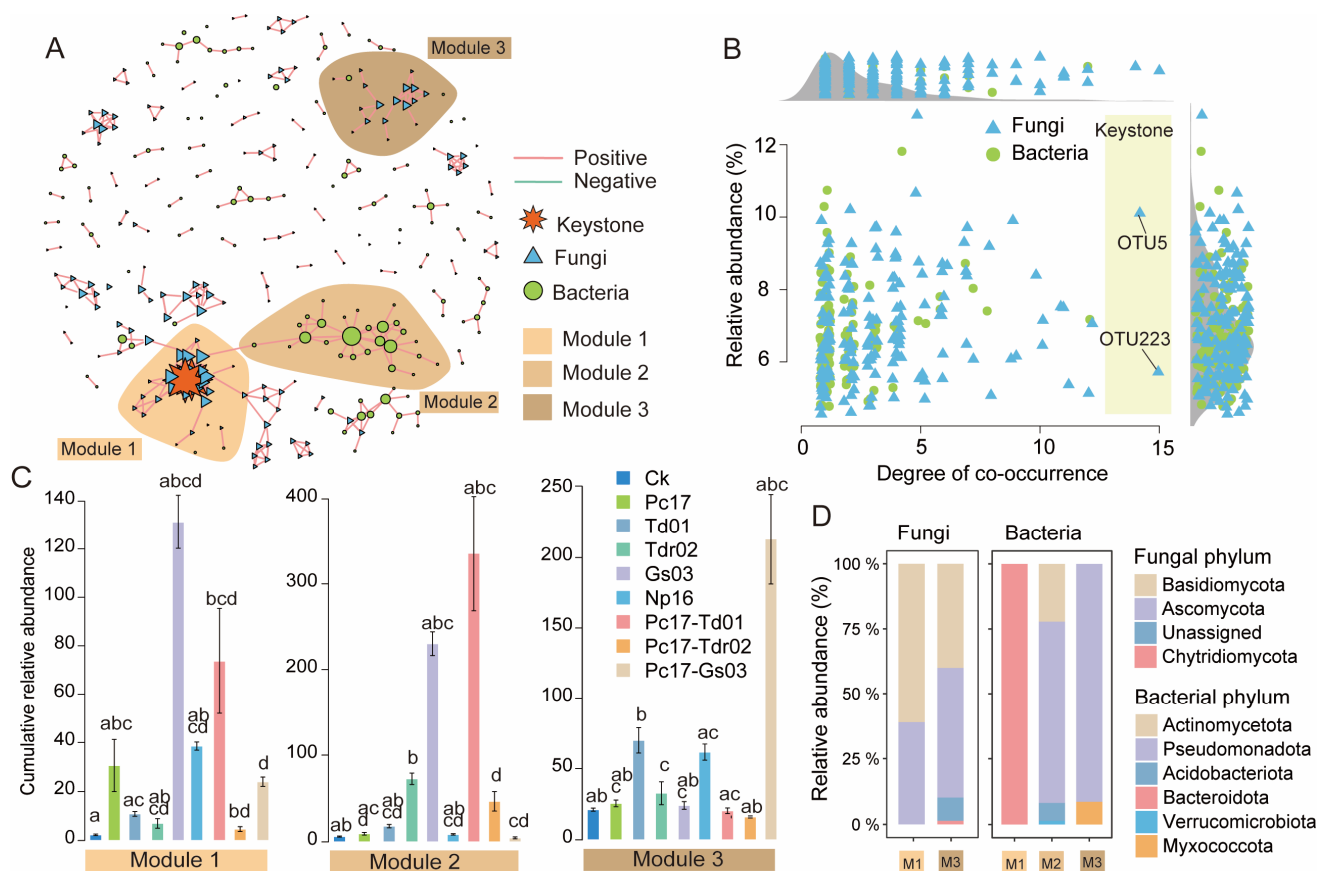 A
Module 3
Positive
Negative
Keystone
Fungi
Bacteria
Module 1
Module 2
Module 3
Module 2
Module 1
B
Fungi
Bacteria
Keystone
OTU5
OTU223
Relative abundance (%)
12
10
8
6
0 5 10 15
Degree of co-occurrence
C
Cumulative relative abundance
140
120
100
80
60
40
20
0
a
abc
ac
ab
cd
abcd
ab
cd
bcd
bd
d
Module 1
400
300
200
100
0
d
ac
d
ab
cd
b
abc
ab
cd
abc
d
cd
Module 2
250
200
150
100
50
0
ac
ab
c
b
c
ab
c
ac
ab
c
ab
abc
Module 3
Ck
Pc17
Td01
Tdr02
Gs03
Np16
Pc17-Td01
Pc17-Tdr02
Pc17-Gs03
D
Fungi
Bacteria
Relative abundance (%)
100 %
75 %
50 %
25 %
0 %
M1 M3 M1 M2 M3
Fungal phylum
Basidiomycota
Ascomycota
Unassigned
Chytridiomycota
Bacterial phylum
Actinomycetota
Pseudomonadota
Acidobacteriota
Bacteroidota
Verrucomicrobiota
Myxococcota